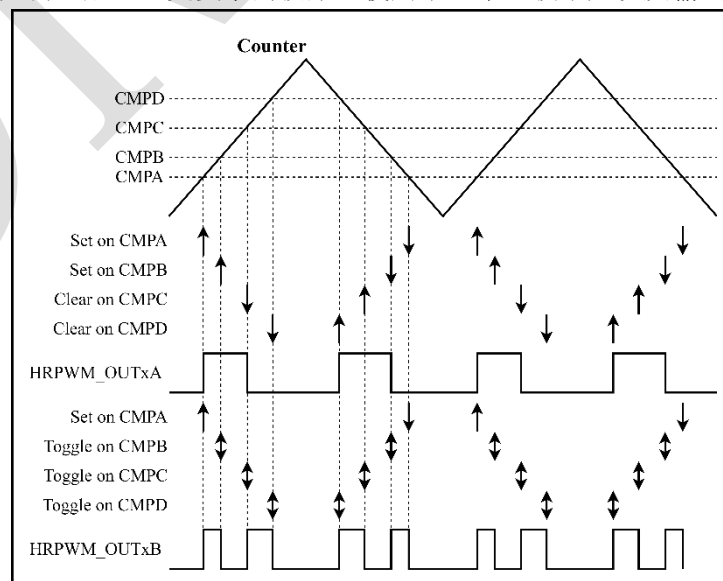 Counter
CMPD
CMPC
CMPB
CMPA
Set on CMPA
Set on CMPB
Clear on CMPC
Clear on CMPD
HRPWM_OUTxA
Set on CMPA
Toggle on CMPB
Toggle on CMPC
Toggle on CMPD
HRPWM_OUTxB